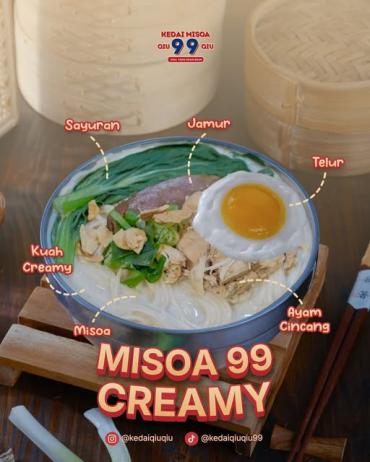 KEDAI MISOA
QIU 99 QIU
Sayuran
Jamur
Telur
Kuah
Creamy
Misoa
Ayam
Cincang
MISOA 99
CREAMY
@kedaiqiuqiu
@kedaiqiuqiu99